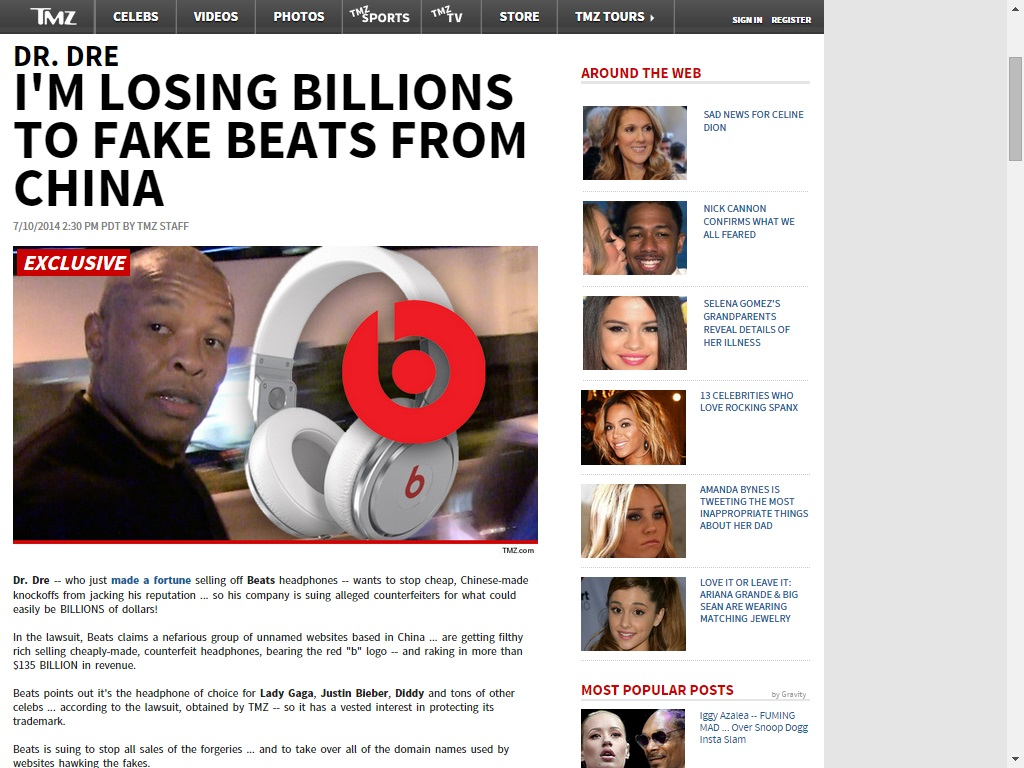 TMZ
CELEBS
VIDEOS
PHOTOS
TMZ SPORTS
TMZ TV
STORE
TMZ TOURS
SIGN IN
REGISTER
DR. DRE
I'M LOSING BILLIONS
TO FAKE BEATS FROM
CHINA
7/10/2014 2:30 PM PDT BY TMZ STAFF
EXCLUSIVE
b
b
TMZ.com
Dr. Dre -- who just made a fortune selling off Beats headphones -- wants to stop cheap, Chinese-made
knockoffs from jacking his reputation ... so his company is suing alleged counterfeiters for what could
easily be BILLIONS of dollars!
In the lawsuit, Beats claims a nefarious group of unnamed websites based in China ... are getting filthy
rich selling cheaply-made, counterfeit headphones, bearing the red "b" logo -- and raking in more than
$135 BILLION in revenue.
Beats points out it's the headphone of choice for Lady Gaga, Justin Bieber, Diddy and tons of other
celebs ... according to the lawsuit, obtained by TMZ -- so it has a vested interest in protecting its
trademark.
Beats is suing to stop all sales of the forgeries ... and to take over all of the domain names used by
websites hawking the fakes.
AROUND THE WEB
SAD NEWS FOR CELINE
DION
NICK CANNON
CONFIRMS WHAT WE
ALL FEARED
SELENA GOMEZ'S
GRANDPARENTS
REVEAL DETAILS OF
HER ILLNESS
13 CELEBRITIES WHO
LOVE ROCKING SPANX
AMANDA BYNES IS
TWEETING THE MOST
INAPPROPRIATE THINGS
ABOUT HER DAD
LOVE IT OR LEAVE IT:
ARIANA GRANDE & BIG
SEAN ARE WEARING
MATCHING JEWELRY
MOST POPULAR POSTS
by Gravity
Iggy Azalea -- FUMING
MAD ... Over Snoop Dogg
Insta Slam